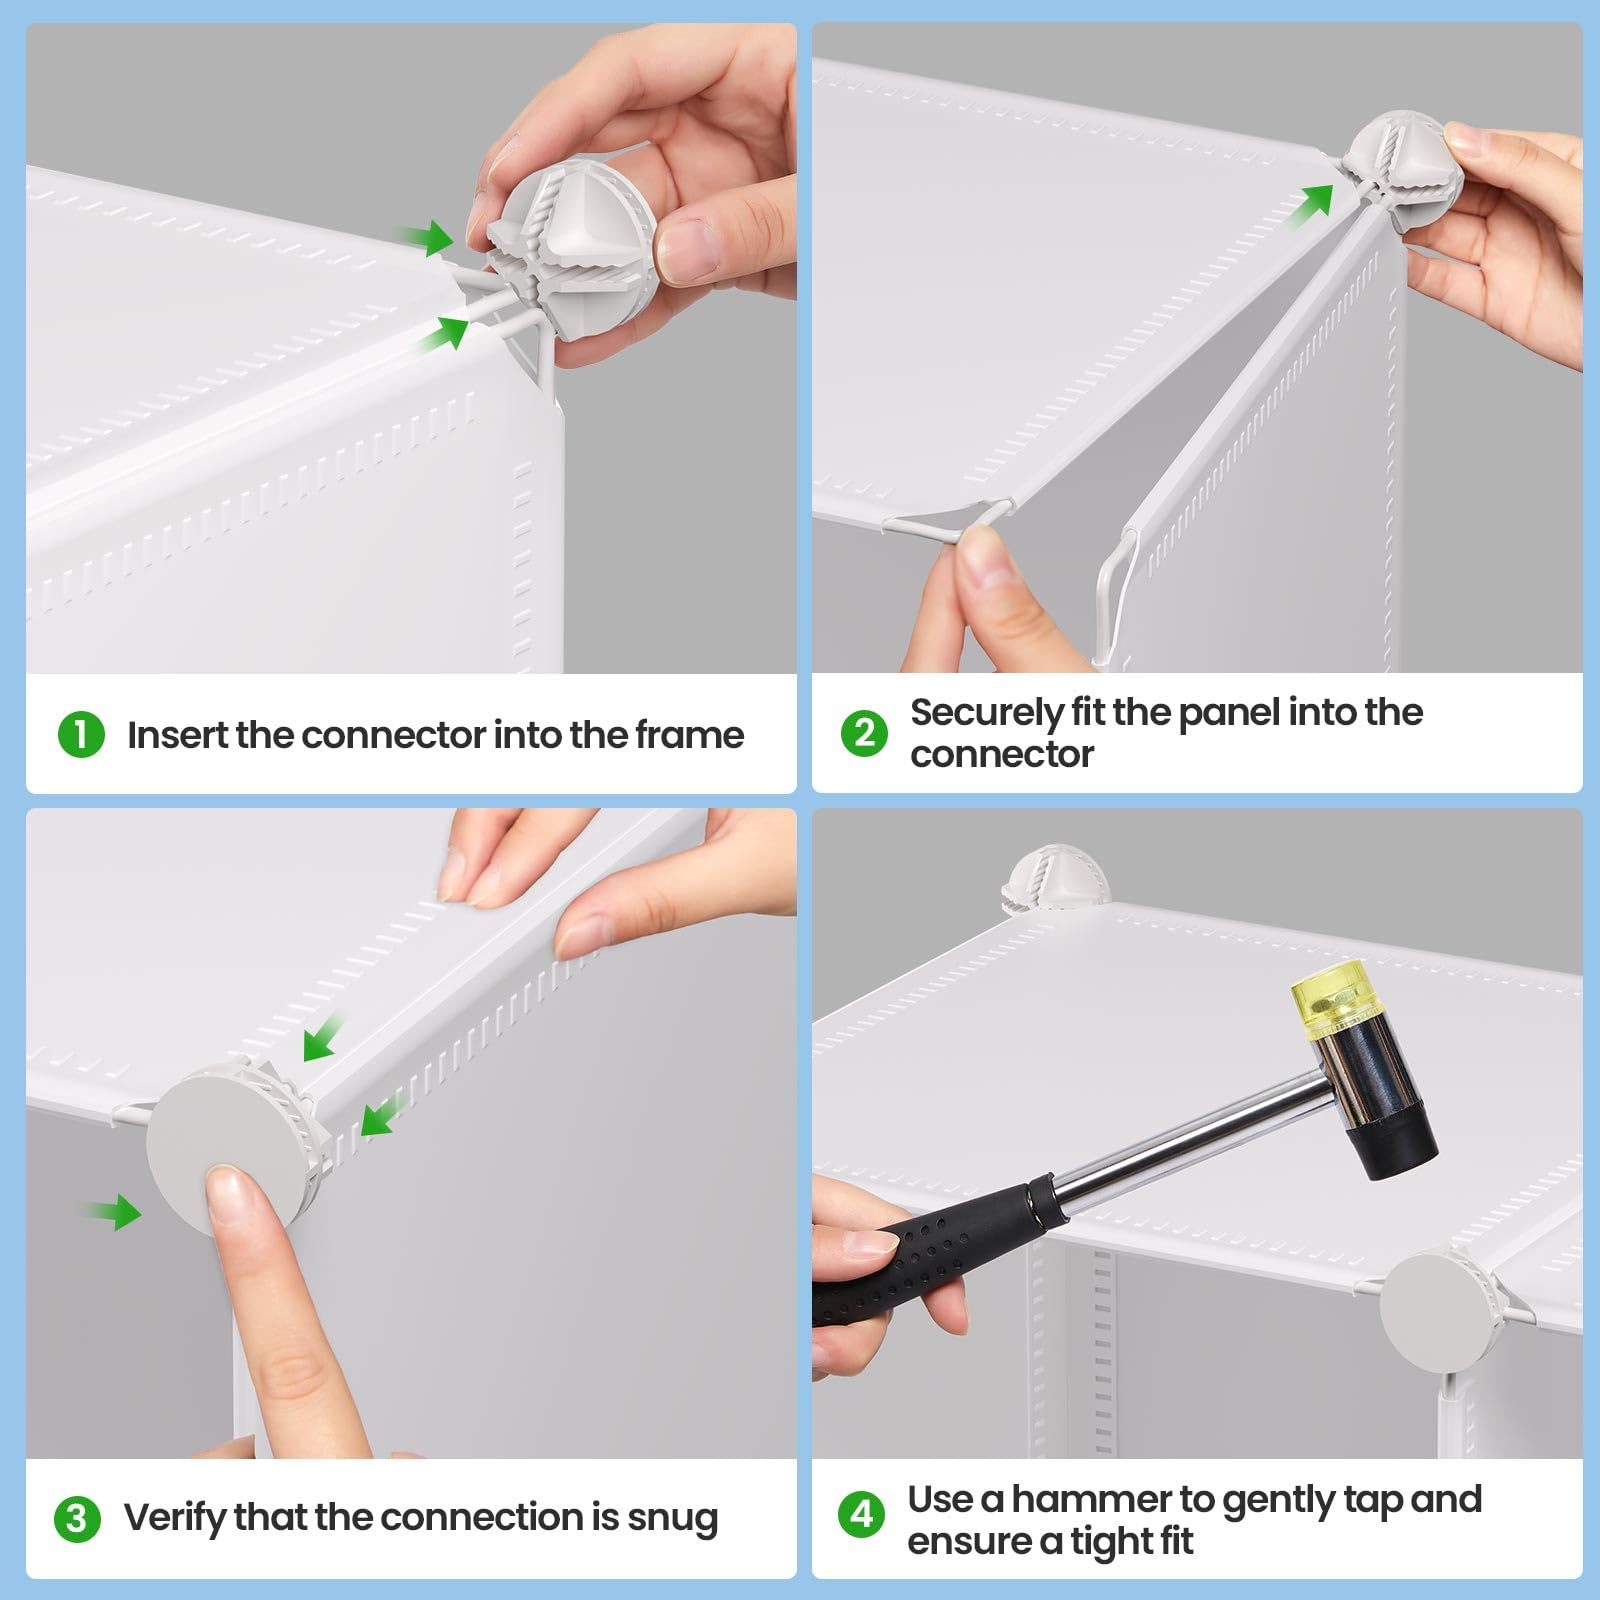 1 Insert the connector into the frame
2 Securely fit the panel into the
connector
3 Verify that the connection is snug
4 Use a hammer to gently tap and
ensure a tight fit